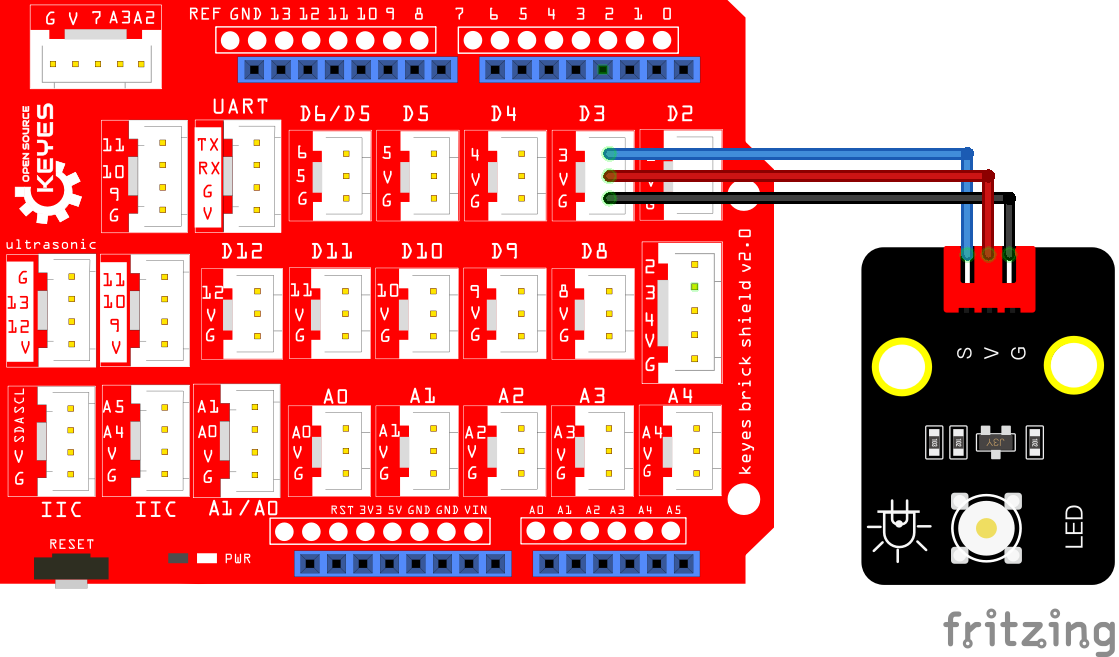 G V 7 A3 A2
REF GND 13 12 11 10 9 8 7 6 5 4 3 2 1 0
OPEN SOURCE
KEYES
11
10
9
G
UART
TX
RX
G
V
D6/D5
6
5
G
D5
5
V
G
D4
4
V
G
D3
3
V
G
D2
G
ultrasonic
G
13
12
V
11
10
9
V
D12
12
V
G
D11
11
V
G
D10
10
V
G
D9
9
V
G
D8
8
V
G
2
3
4
V
G
keyes brick shield v2.0
SCL
SDA
V
G
IIC
A5
A4
V
G
IIC
A1
A0
V
G
A1/A0
A0
A0
V
G
A1
A1
V
G
A2
A2
V
G
A3
A3
V
G
A4
A4
V
G
RST 3V3 5V GND GND VIN
A0 A1 A2 A3 A4 A5
RESET
PWR
S V G
J3Y
LED
fritzing